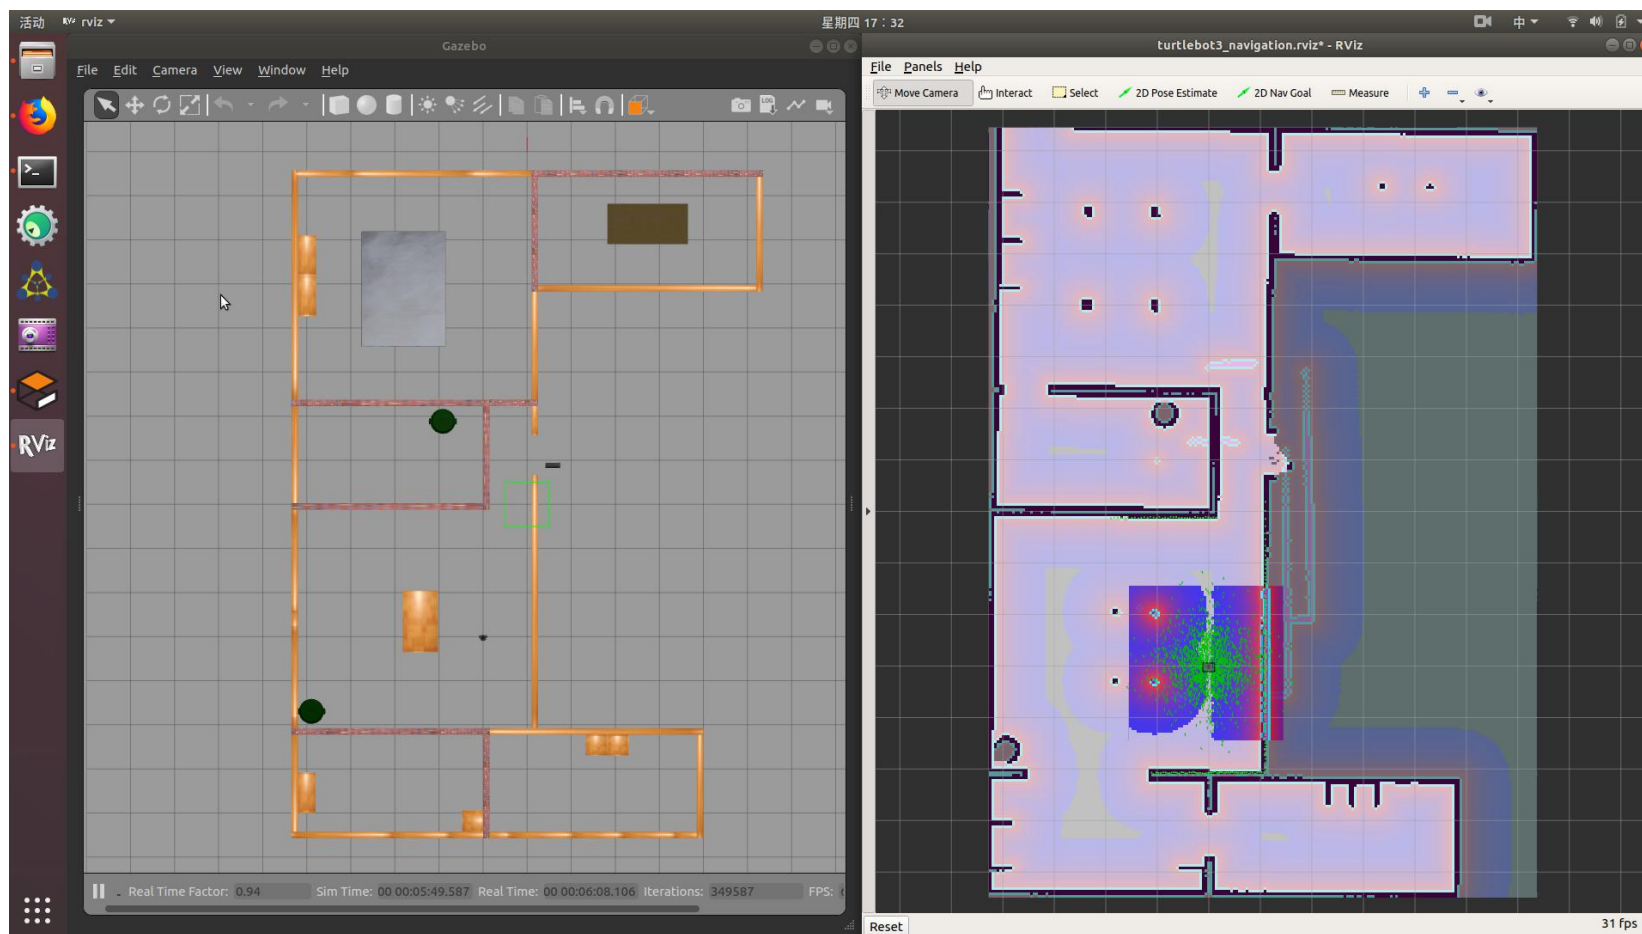 活动 RViz rviz 星期四 17：32 中
Gazebo
File Edit Camera View Window Help
LOG
turtlebot3_navigation.rviz* - RViz
File Panels Help
Move Camera Interact Select 2D Pose Estimate 2D Nav Goal Measure
RViz
Real Time Factor: 0.94 Sim Time: 00 00:05:49.587 Real Time: 00 00:06:08.106 Iterations: 349587 FPS:
Reset 31 fps